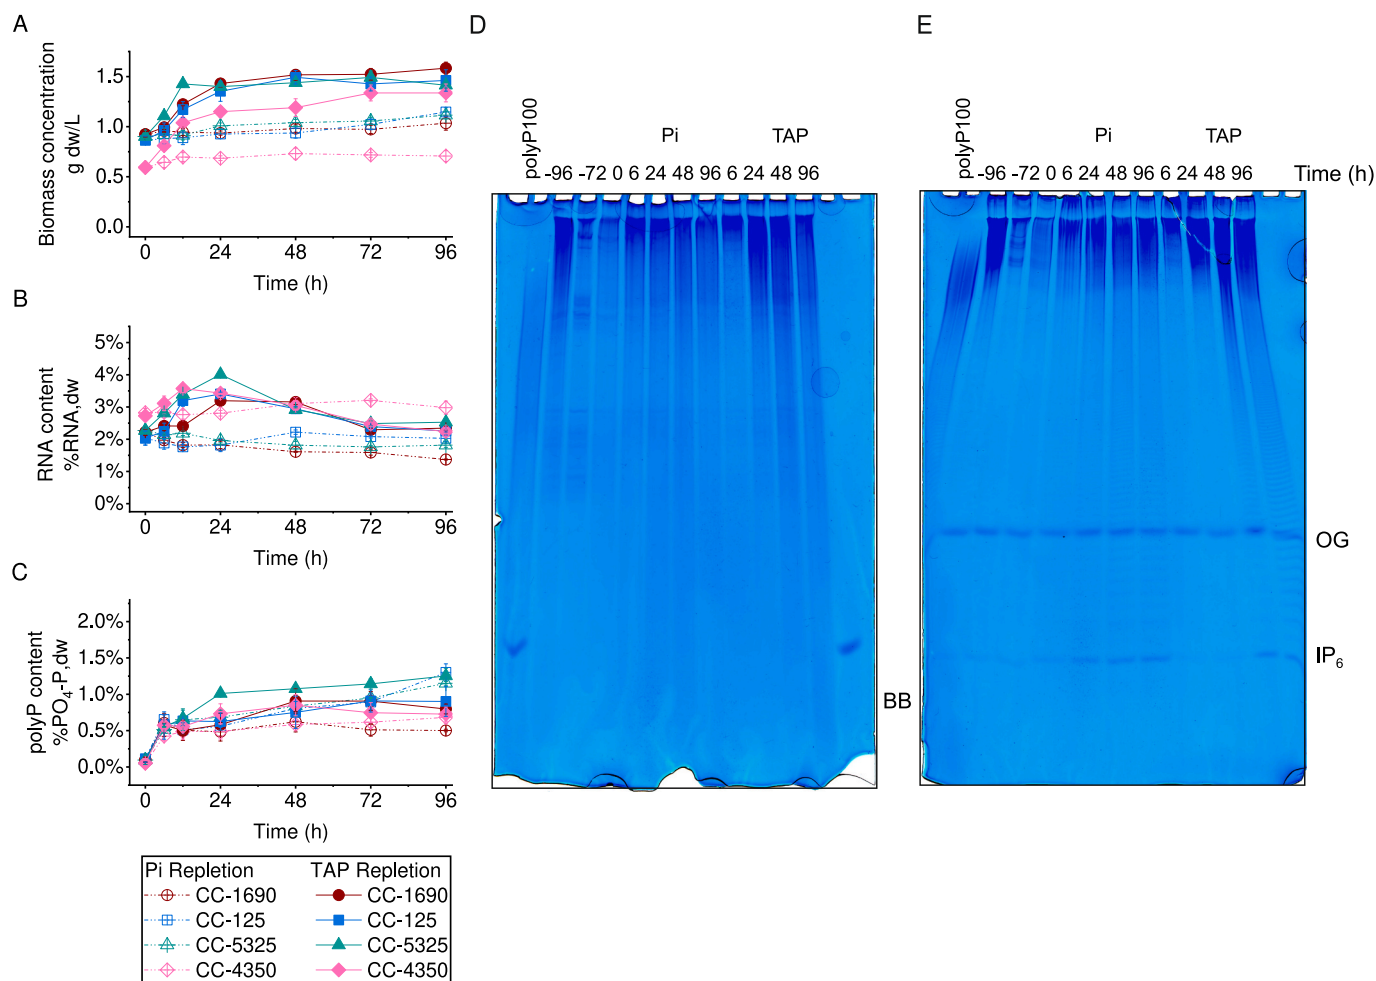 A
Biomass concentration
g dw/L
1.5
1.0
0.5
0.0
0 24 48 72 96
Time (h)
B
RNA content
%RNA,dw
5%
4%
3%
2%
1%
0%
0 24 48 72 96
Time (h)
C
polyP content
%PO₄-P,dw
2.0%
1.5%
1.0%
0.5%
0.0%
0 24 48 72 96
Time (h)
Pi Repletion TAP Repletion
CC-1690 CC-1690
CC-125 CC-125
CC-5325 CC-5325
CC-4350 CC-4350
D
polyP100
Pi TAP
-96 -72 0 6 24 48 96 6 24 48 96
BB
E
polyP100
Pi TAP
-96 -72 0 6 24 48 96 6 24 48 96
Time (h)
OG
IP₆